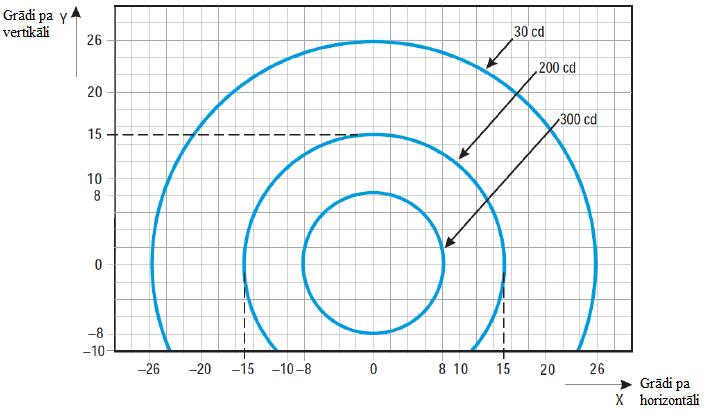 Grādi pa Y
vertikāli
30 cd
26
200 cd
20
300 cd
15
10
8
0
–8
–10
–26 –20 –15 –10 –8 0 8 10 15 20 26
Grādi pa
X horizontāli